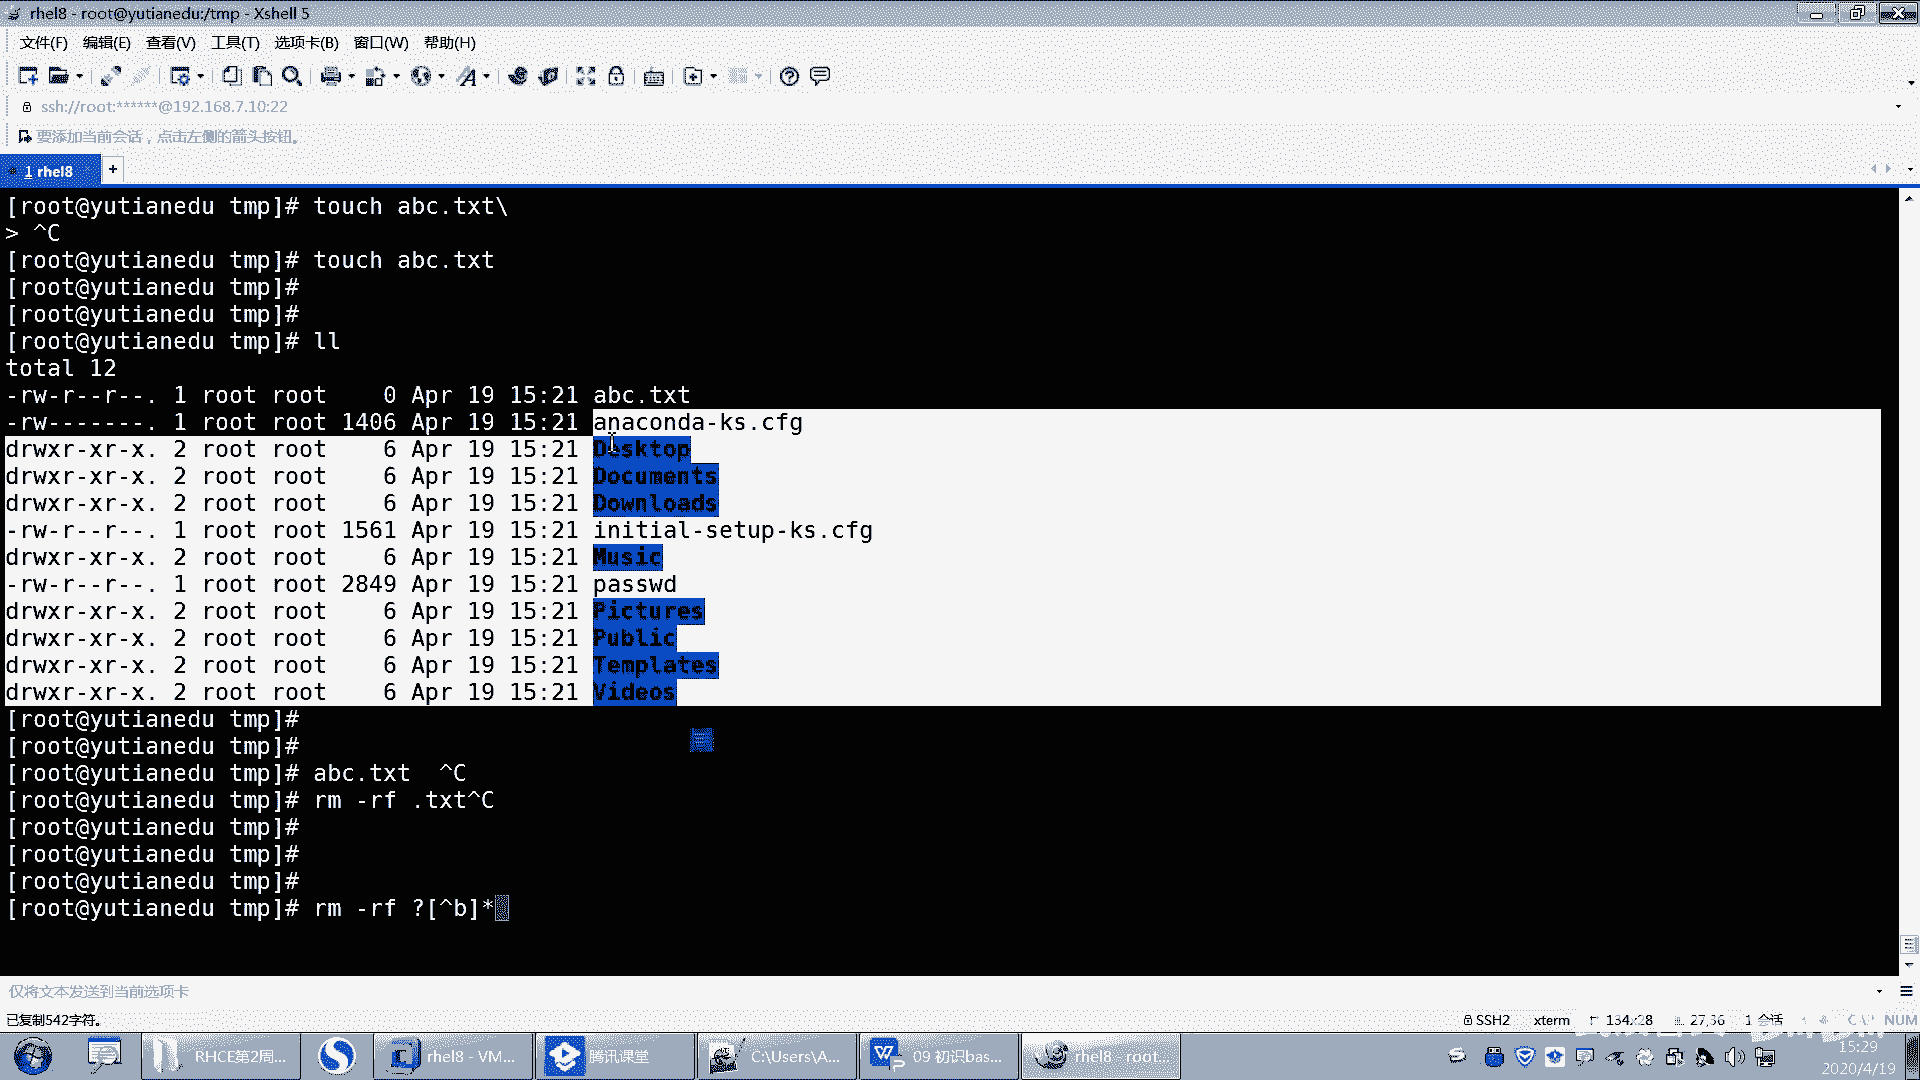 rhel8 - root@yutianedu:/tmp - Xshell 5
文件(F) 编辑(E) 查看(V) 工具(T) 选项卡(B) 窗口(W) 帮助(H)
ssh://root:******@192.168.7.10:22
要添加当前会话，点击左侧的箭头按钮。
1 rhel8 +
[root@yutianedu tmp]# touch abc.txt\
> ^C
[root@yutianedu tmp]# touch abc.txt
[root@yutianedu tmp]#
[root@yutianedu tmp]#
[root@yutianedu tmp]# ll
total 12
-rw-r--r--. 1 root root    0 Apr 19 15:21 abc.txt
-rw-------. 1 root root 1406 Apr 19 15:21 anaconda-ks.cfg
drwxr-xr-x. 2 root root    6 Apr 19 15:21 Desktop
drwxr-xr-x. 2 root root    6 Apr 19 15:21 Documents
drwxr-xr-x. 2 root root    6 Apr 19 15:21 Downloads
-rw-r--r--. 1 root root 1561 Apr 19 15:21 initial-setup-ks.cfg
drwxr-xr-x. 2 root root    6 Apr 19 15:21 Music
-rw-r--r--. 1 root root 2849 Apr 19 15:21 passwd
drwxr-xr-x. 2 root root    6 Apr 19 15:21 Pictures
drwxr-xr-x. 2 root root    6 Apr 19 15:21 Public
drwxr-xr-x. 2 root root    6 Apr 19 15:21 Templates
drwxr-xr-x. 2 root root    6 Apr 19 15:21 Videos
[root@yutianedu tmp]#
[root@yutianedu tmp]#
[root@yutianedu tmp]# abc.txt  ^C
[root@yutianedu tmp]# rm -rf .txt^C
[root@yutianedu tmp]#
[root@yutianedu tmp]#
[root@yutianedu tmp]#
[root@yutianedu tmp]# rm -rf ?[^b]*
仅将文本发送到当前选项卡
已复制542字符。 SSH2 xterm 134x28 27,36 1 会话 NUM
RHCE第2周... rhel8 - VM... 腾讯课堂 C:\Users\A... 09 初识bas... rhel8 - root...
15:29
2020/4/19